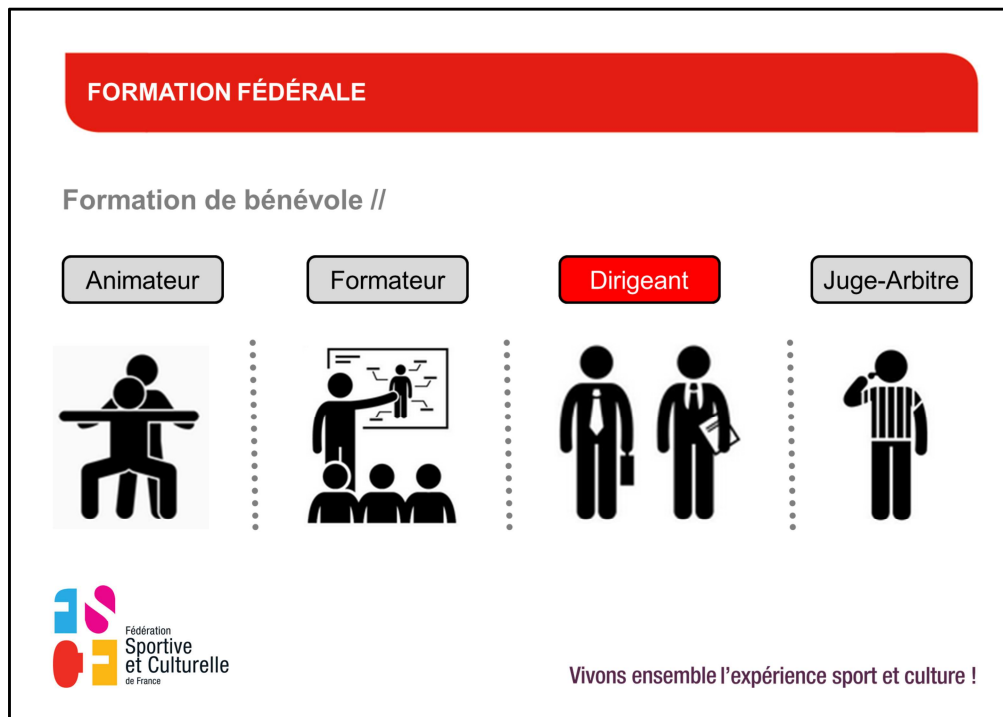 FORMATION FÉDÉRALE
Formation de bénévole //
Animateur
Formateur
Dirigeant
Juge-Arbitre
FSCF
Fédération
Sportive
et Culturelle
de France
Vivons ensemble l'expérience sport et culture !